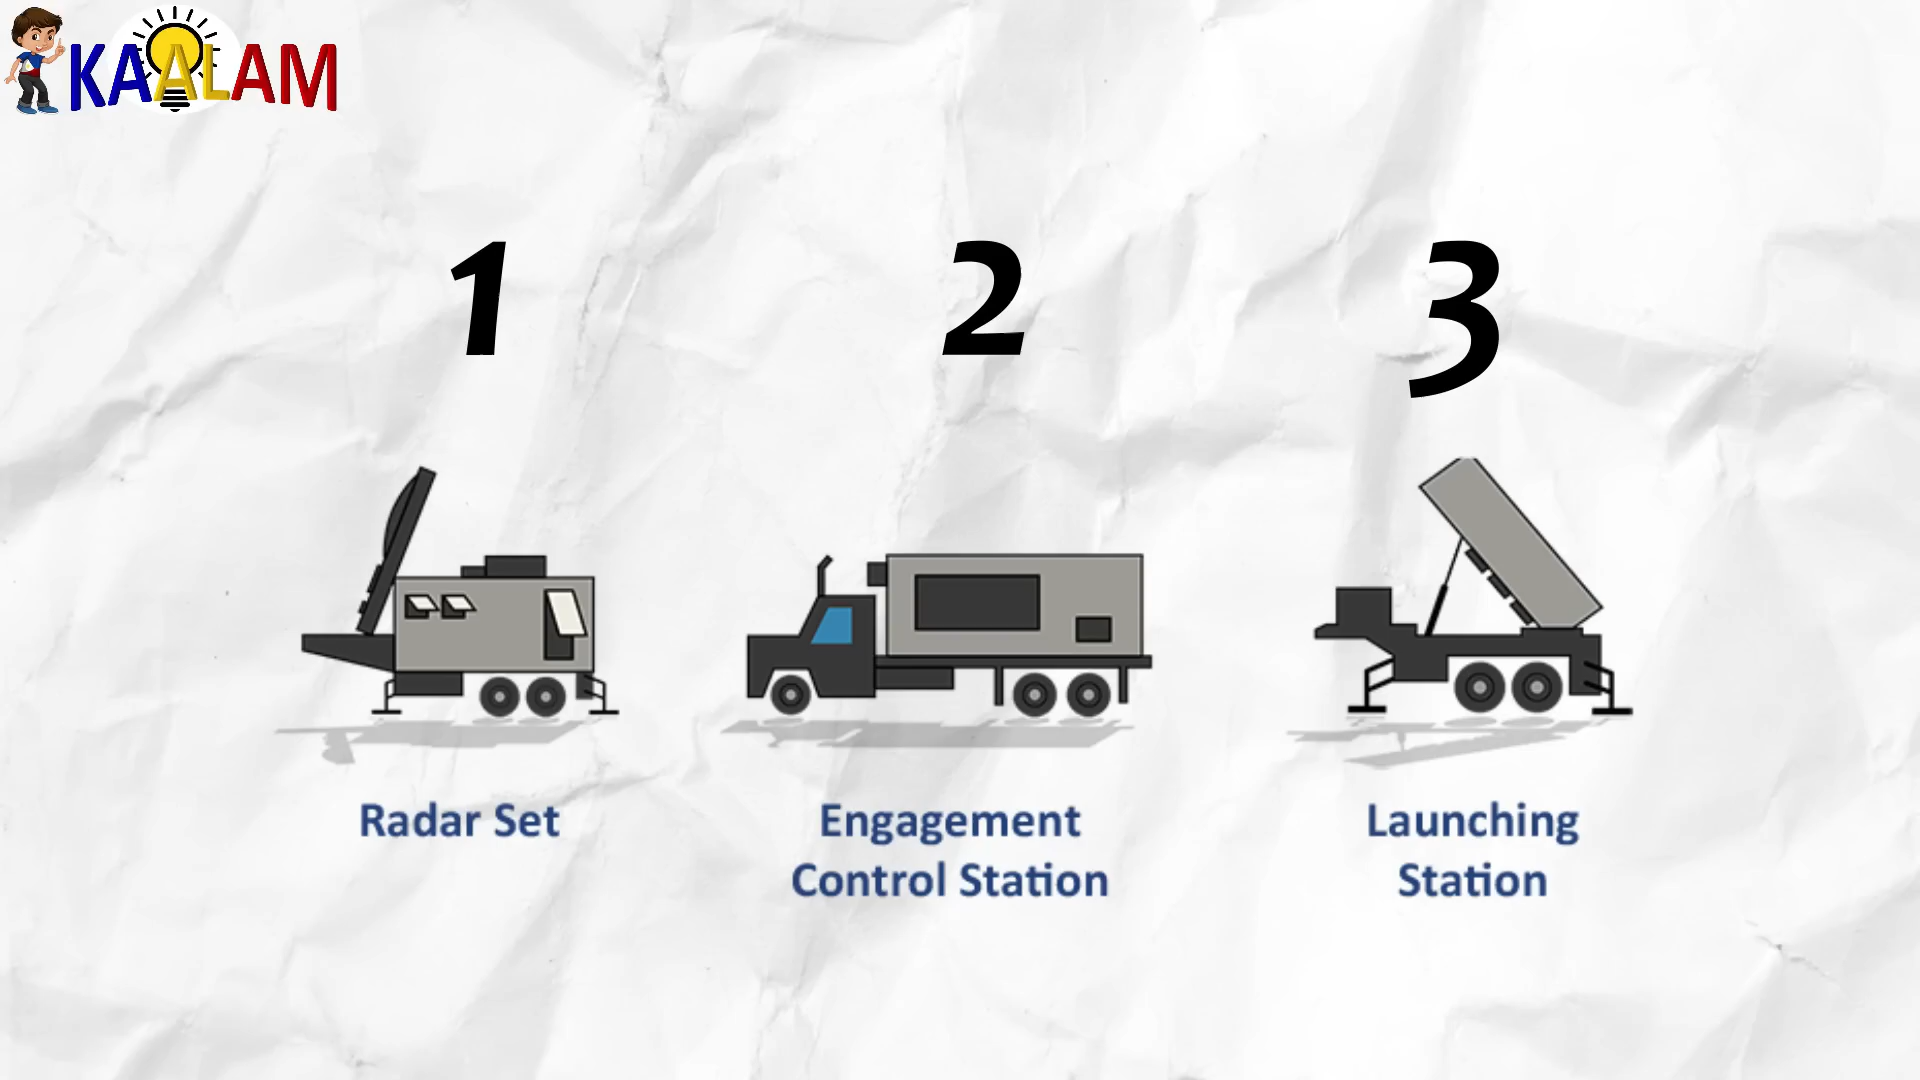 KAALAM
1
2
3
Radar Set
Engagement
Control Station
Launching
Station